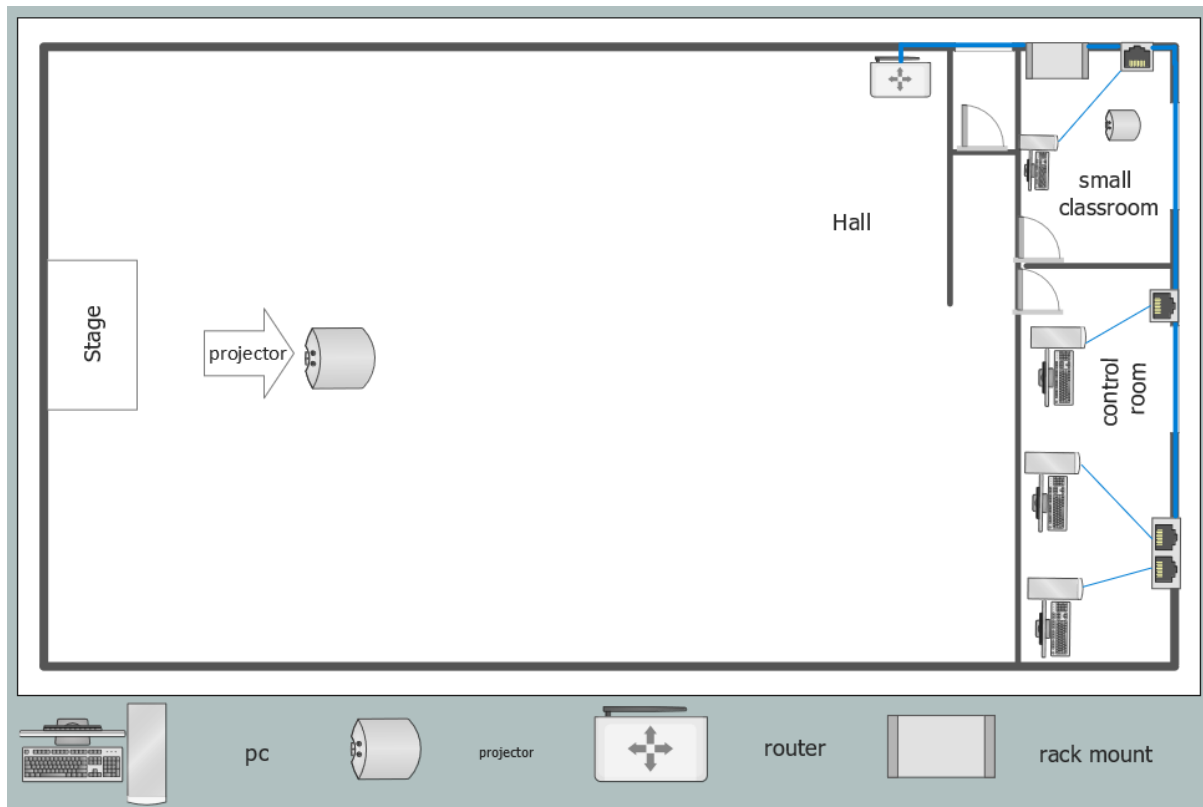 Hall
small
classroom
Stage
projector
control
room
pc
projector
router
rack mount